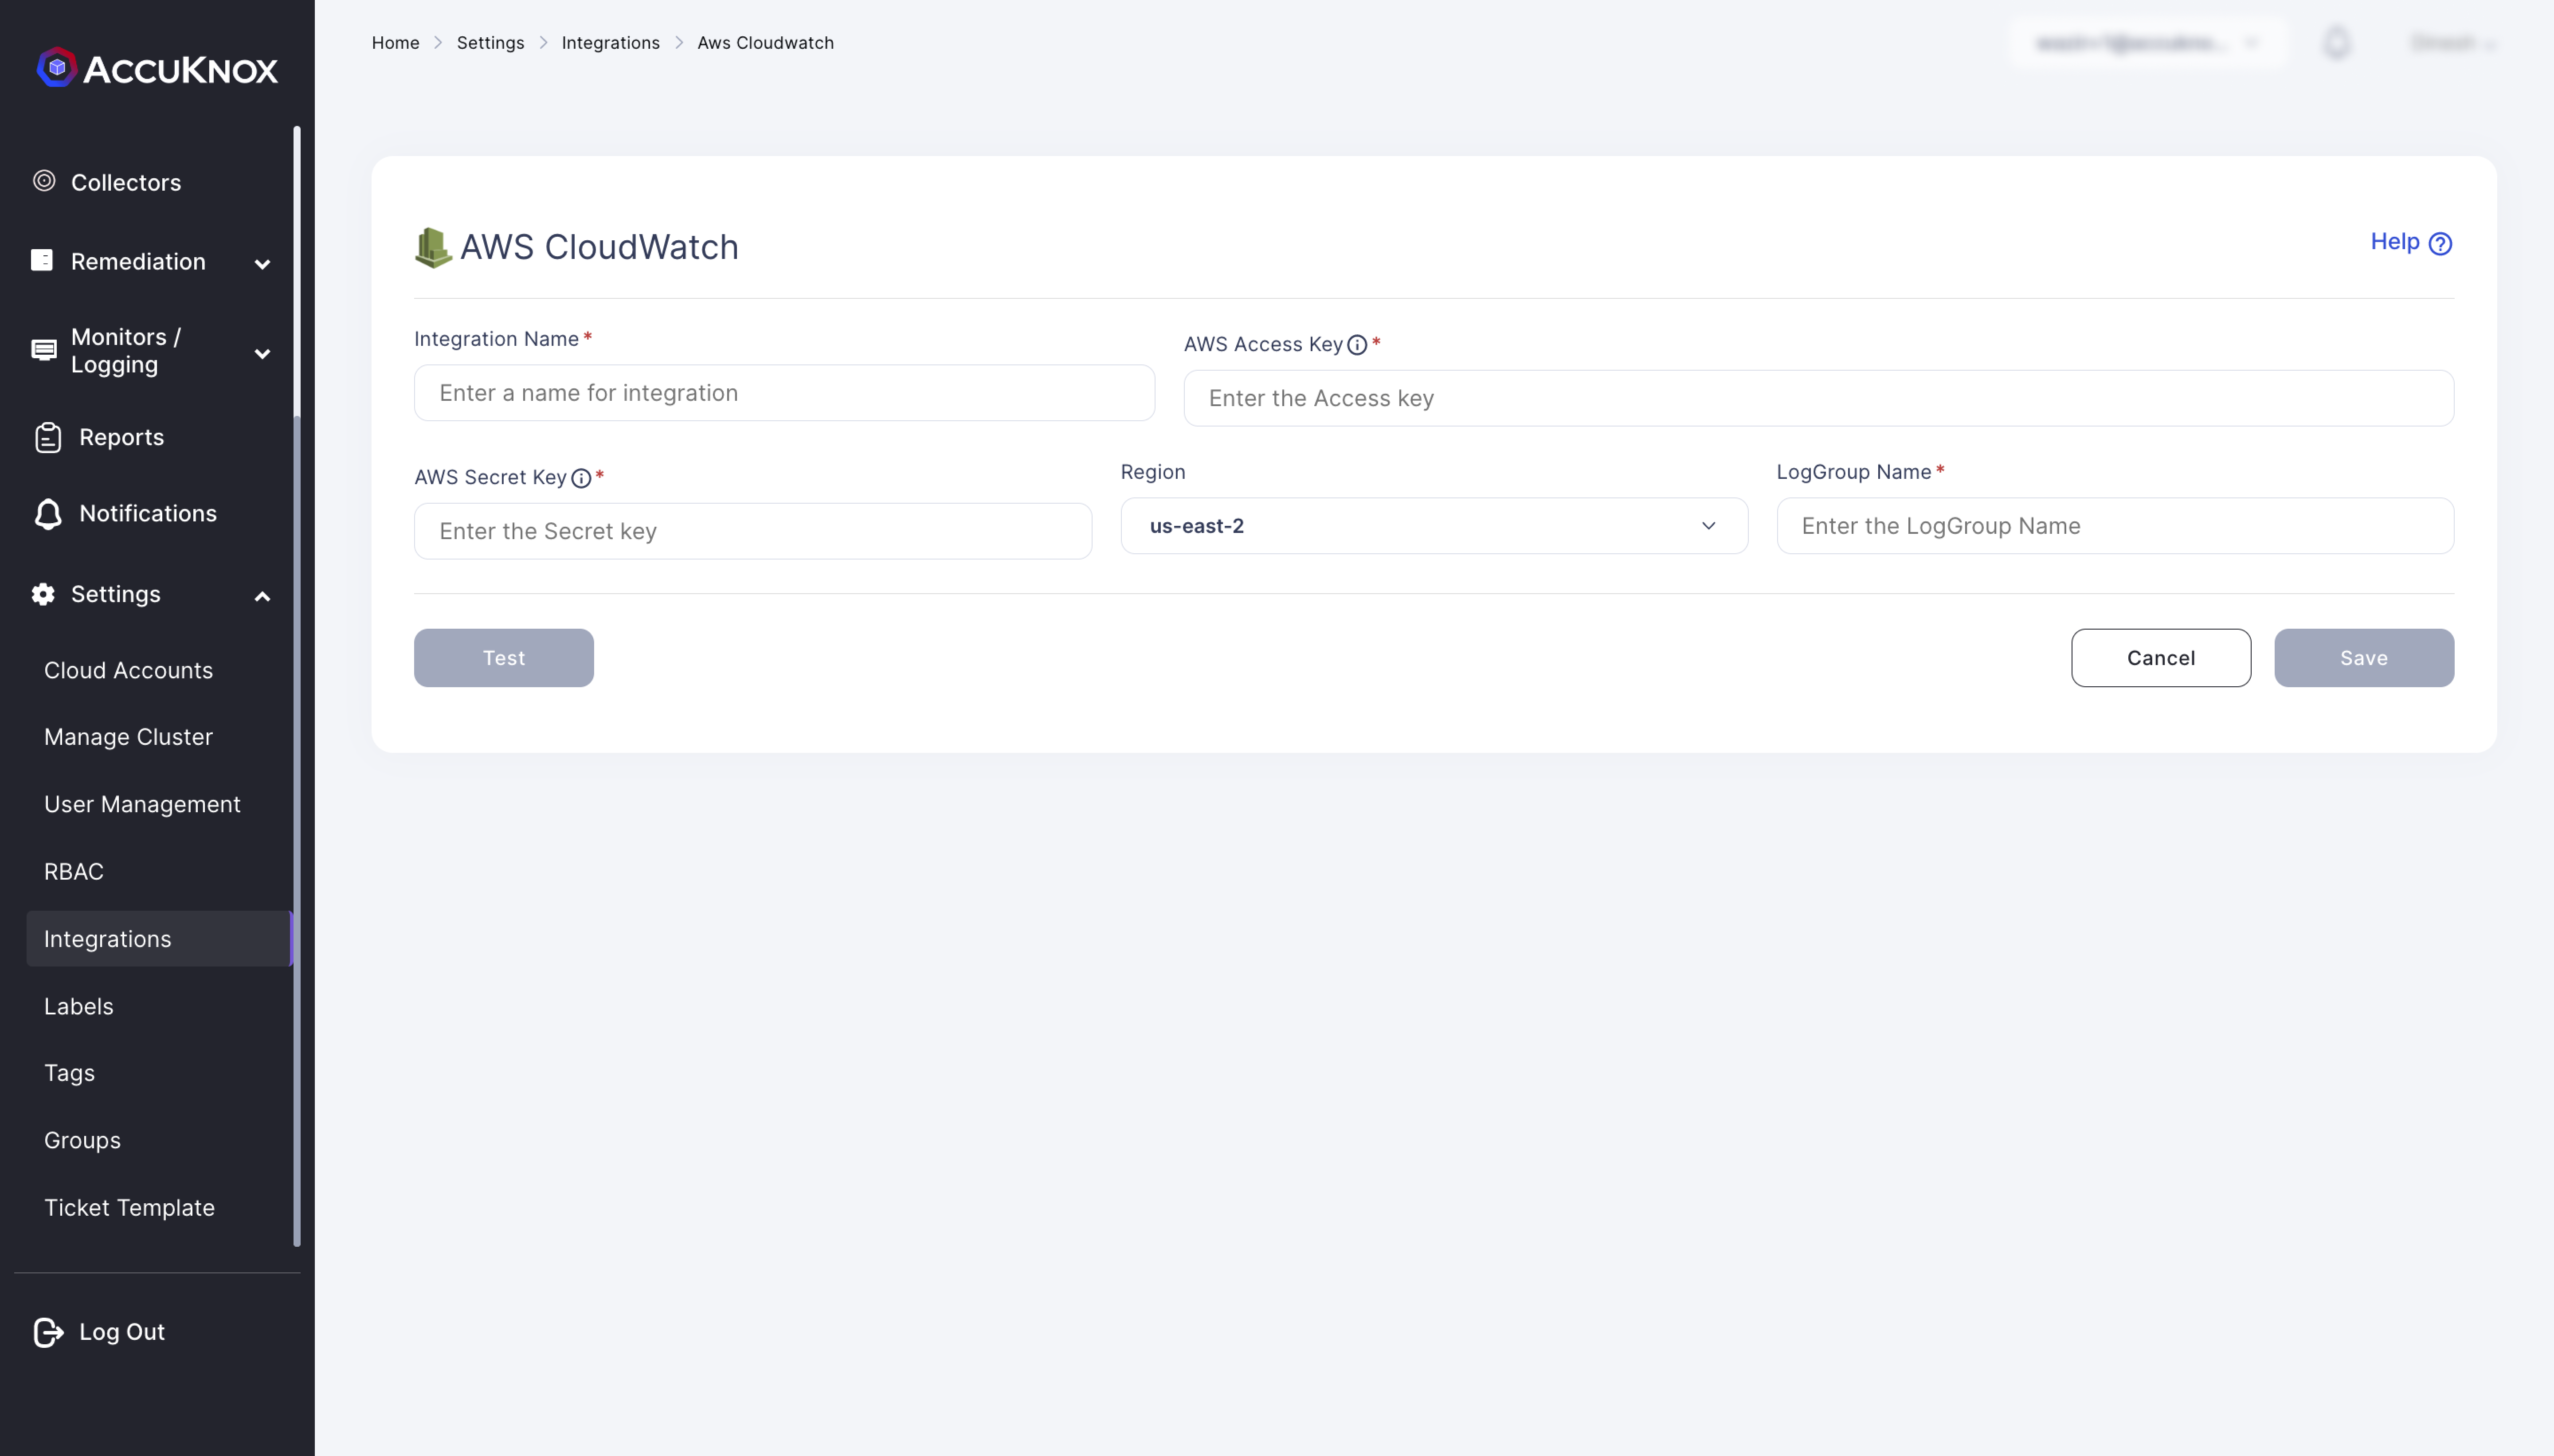 ACCUKNOX
Collectors
Remediation
Monitors /
Logging
Reports
Notifications
Settings
Cloud Accounts
Manage Cluster
User Management
RBAC
Integrations
Labels
Tags
Groups
Ticket Template
Log Out
Home > Settings > Integrations > Aws Cloudwatch
AWS CloudWatch
Help
Integration Name*
Enter a name for integration
AWS Access Key *
Enter the Access key
AWS Secret Key *
Enter the Secret key
Region
us-east-2
LogGroup Name*
Enter the LogGroup Name
Test
Cancel
Save